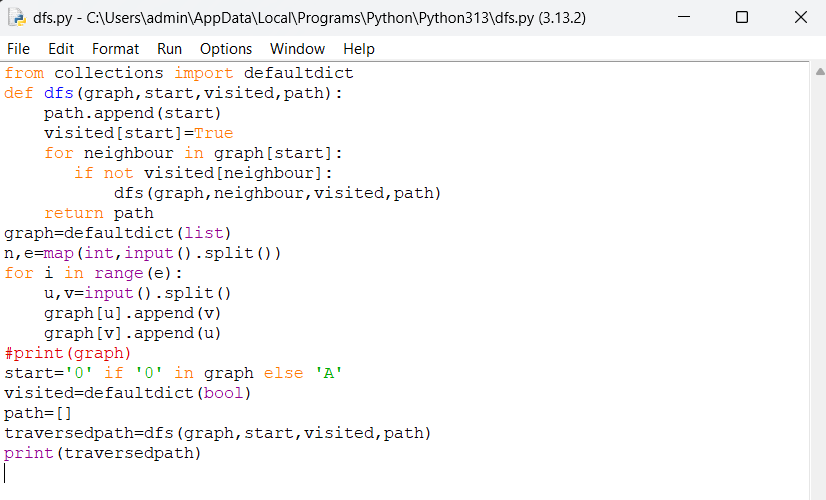 dfs.py - C:\Users\admin\AppData\Local\Programs\Python\Python313\dfs.py (3.13.2)
File Edit Format Run Options Window Help
from collections import defaultdict
def dfs(graph,start,visited,path):
    path.append(start)
    visited[start]=True
    for neighbour in graph[start]:
       if not visited[neighbour]:
           dfs(graph,neighbour,visited,path)
    return path
graph=defaultdict(list)
n,e=map(int,input().split())
for i in range(e):
    u,v=input().split()
    graph[u].append(v)
    graph[v].append(u)
#print(graph)
start='0' if '0' in graph else 'A'
visited=defaultdict(bool)
path=[]
traversedpath=dfs(graph,start,visited,path)
print(traversedpath)